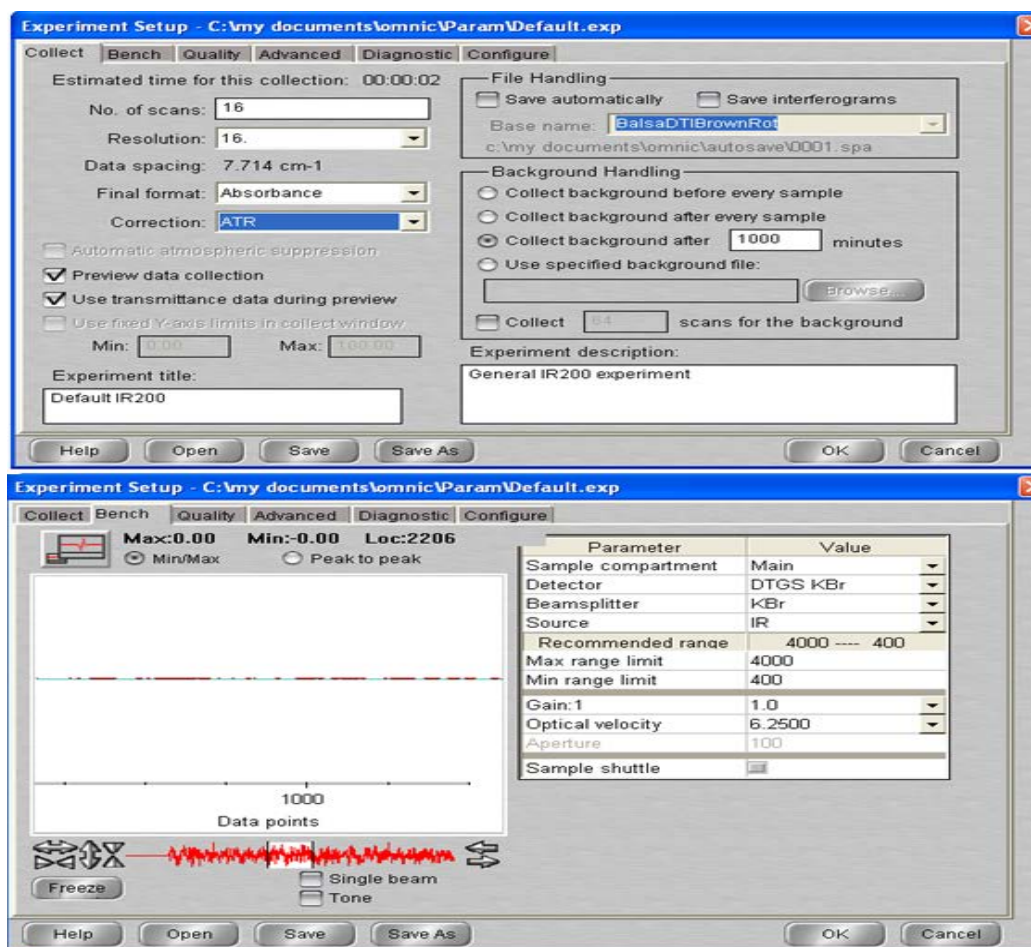 Experiment Setup - C:\my documents\omnic\Param\Default.exp
Collect Bench Quality Advanced Diagnostic Configure
Estimated time for this collection: 00:00:02
No. of scans: 16
Resolution: 16.
Data spacing: 7.714 cm-1
Final format: Absorbance
Correction: ATR
Automatic atmospheric suppression
Preview data collection
Use transmittance data during preview
Use fixed Y-axis limits in collect window
Min: 0.00 Max: 100.00
Experiment title:
Default IR200
File Handling
Save automatically Save interferograms
Base name: BalsaDTIBrownRot
c:\my documents\omnic\autosave\0001.spa
Background Handling
Collect background before every sample
Collect background after every sample
Collect background after 1000 minutes
Use specified background file:
Browse...
Collect 64 scans for the background
Experiment description:
General IR200 experiment
Help Open Save Save As OK Cancel
Experiment Setup - C:\my documents\omnic\Param\Default.exp
Collect Bench Quality Advanced Diagnostic Configure
Max:0.00 Min:-0.00 Loc:2206
Min/Max Peak to peak
1000
Data points
Freeze
Single beam
Tone
Parameter Value
Sample compartment Main
Detector DTGS KBr
Beamsplitter KBr
Source IR
Recommended range 4000 ---- 400
Max range limit 4000
Min range limit 400
Gain:1 1.0
Optical velocity 6.2500
Aperture 100
Sample shuttle
Help Open Save Save As OK Cancel